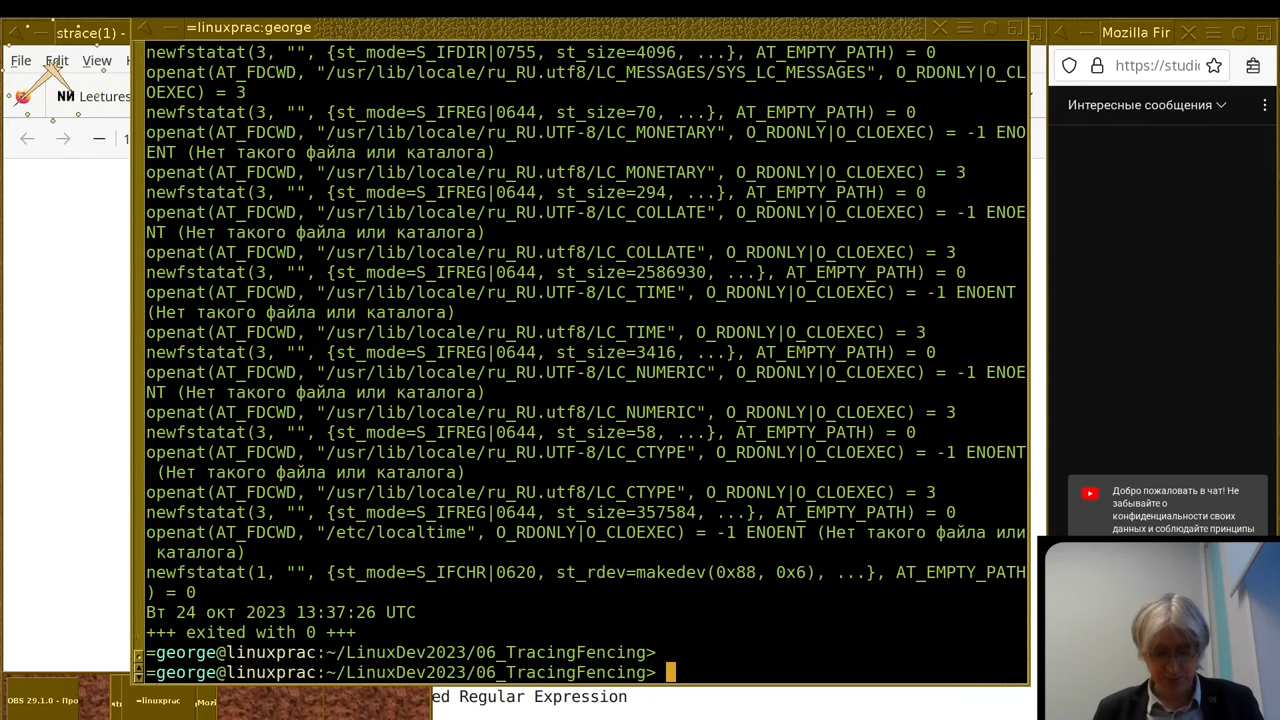 strace(1) -
=linuxprac:george
Mozilla Fir
File Edit View
https://studio
Lectures
Интересные сообщения
newfstatat(3, "", {st_mode=S_IFDIR|0755, st_size=4096, ...}, AT_EMPTY_PATH) = 0
openat(AT_FDCWD, "/usr/lib/locale/ru_RU.utf8/LC_MESSAGES/SYS_LC_MESSAGES", O_RDONLY|O_CL
OEXEC) = 3
newfstatat(3, "", {st_mode=S_IFREG|0644, st_size=70, ...}, AT_EMPTY_PATH) = 0
openat(AT_FDCWD, "/usr/lib/locale/ru_RU.UTF-8/LC_MONETARY", O_RDONLY|O_CLOEXEC) = -1 ENO
ENT (Нет такого файла или каталога)
openat(AT_FDCWD, "/usr/lib/locale/ru_RU.utf8/LC_MONETARY", O_RDONLY|O_CLOEXEC) = 3
newfstatat(3, "", {st_mode=S_IFREG|0644, st_size=294, ...}, AT_EMPTY_PATH) = 0
openat(AT_FDCWD, "/usr/lib/locale/ru_RU.UTF-8/LC_COLLATE", O_RDONLY|O_CLOEXEC) = -1 ENOE
NT (Нет такого файла или каталога)
openat(AT_FDCWD, "/usr/lib/locale/ru_RU.utf8/LC_COLLATE", O_RDONLY|O_CLOEXEC) = 3
newfstatat(3, "", {st_mode=S_IFREG|0644, st_size=2586930, ...}, AT_EMPTY_PATH) = 0
openat(AT_FDCWD, "/usr/lib/locale/ru_RU.UTF-8/LC_TIME", O_RDONLY|O_CLOEXEC) = -1 ENOENT
(Нет такого файла или каталога)
openat(AT_FDCWD, "/usr/lib/locale/ru_RU.utf8/LC_TIME", O_RDONLY|O_CLOEXEC) = 3
newfstatat(3, "", {st_mode=S_IFREG|0644, st_size=3416, ...}, AT_EMPTY_PATH) = 0
openat(AT_FDCWD, "/usr/lib/locale/ru_RU.UTF-8/LC_NUMERIC", O_RDONLY|O_CLOEXEC) = -1 ENOE
NT (Нет такого файла или каталога)
openat(AT_FDCWD, "/usr/lib/locale/ru_RU.utf8/LC_NUMERIC", O_RDONLY|O_CLOEXEC) = 3
newfstatat(3, "", {st_mode=S_IFREG|0644, st_size=58, ...}, AT_EMPTY_PATH) = 0
openat(AT_FDCWD, "/usr/lib/locale/ru_RU.UTF-8/LC_CTYPE", O_RDONLY|O_CLOEXEC) = -1 ENOENT
(Нет такого файла или каталога)
openat(AT_FDCWD, "/usr/lib/locale/ru_RU.utf8/LC_CTYPE", O_RDONLY|O_CLOEXEC) = 3
newfstatat(3, "", {st_mode=S_IFREG|0644, st_size=357584, ...}, AT_EMPTY_PATH) = 0
openat(AT_FDCWD, "/etc/localtime", O_RDONLY|O_CLOEXEC) = -1 ENOENT (Нет такого файла или
каталога)
newfstatat(1, "", {st_mode=S_IFCHR|0620, st_rdev=makedev(0x88, 0x6), ...}, AT_EMPTY_PATH
) = 0
Вт 24 окт 2023 13:37:26 UTC
+++ exited with 0 +++
=george@linuxprac:~/LinuxDev2023/06_TracingFencing>
=george@linuxprac:~/LinuxDev2023/06_TracingFencing>
Добро пожаловать в чат! Не
забывайте о
конфиденциальности своих
данных и соблюдайте принципы
ed Regular Expression
OBS 29.1.0 - Про
str
=linuxprac
Mozi